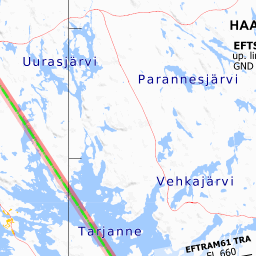 HAA
EFTS
up. li
GND
Uurasjärvi
Parannesjärvi
Vehkajärvi
Tarjanne
EFTRAM61 TRA
FL 660